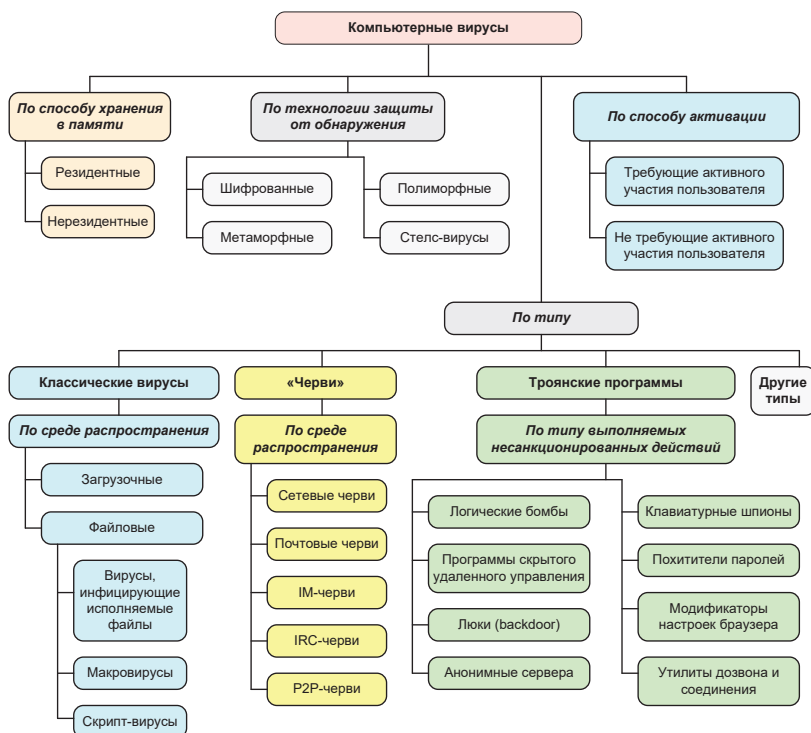 Компьютерные вирусы
По способу хранения
в памяти
Резидентные
Нерезидентные
По технологии защиты
от обнаружения
Шифрованные
Метаморфные
Полиморфные
Стелс-вирусы
По способу активации
Требующие активного
участия пользователя
Не требующие активного
участия пользователя
По типу
Классические вирусы
По среде распространения
Загрузочные
Файловые
Вирусы,
инфицирующие
исполняемые
файлы
Макровирусы
Скрипт-вирусы
«Черви»
По среде
распространения
Сетевые черви
Почтовые черви
IM-черви
IRC-черви
P2P-черви
Троянские программы
По типу выполняемых
несанкционированных действий
Логические бомбы
Программы скрытого
удаленного управления
Люки (backdoor)
Анонимные сервера
Клавиатурные шпионы
Похитители паролей
Модификаторы
настроек браузера
Утилиты дозвона и
соединения
Другие
типы